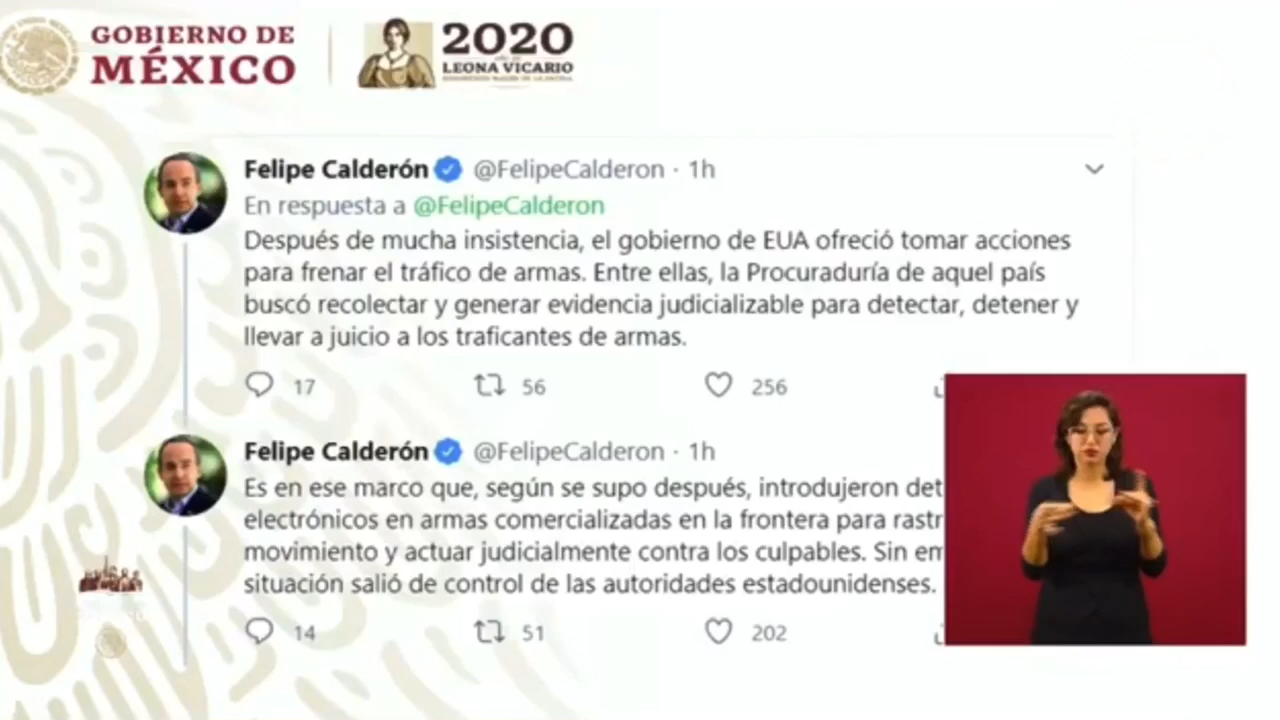 GOBIERNO DE
MÉXICO
2020
LEONA VICARIO
Felipe Calderón @FelipeCalderon · 1h
En respuesta a @FelipeCalderon
Después de mucha insistencia, el gobierno de EUA ofreció tomar acciones
para frenar el tráfico de armas. Entre ellas, la Procuraduría de aquel país
buscó recolectar y generar evidencia judicializable para detectar, detener y
llevar a juicio a los traficantes de armas.
17 56 256
Felipe Calderón @FelipeCalderon · 1h
Es en ese marco que, según se supo después, introdujeron det
electrónicos en armas comercializadas en la frontera para rastr
movimiento y actuar judicialmente contra los culpables. Sin em
situación salió de control de las autoridades estadounidenses.
14 51 202